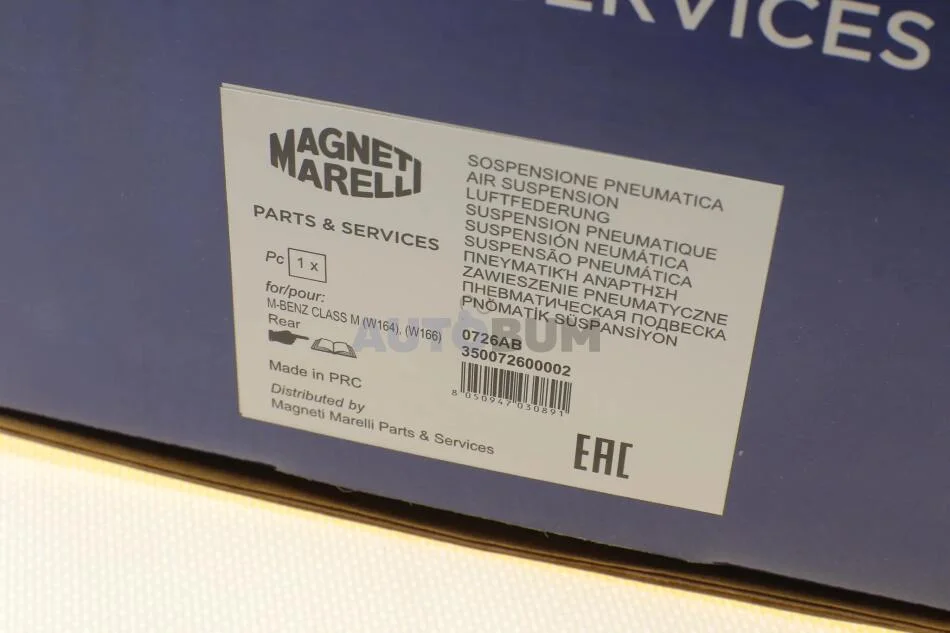 SERVICES
MAGNETI
MARELLI
PARTS & SERVICES
Pc 1 x
for/pour:
M-BENZ CLASS M (W164), (W166)
Rear
Made in PRC
Distributed by
Magneti Marelli Parts & Services
SOSPENSIONE PNEUMATICA
AIR SUSPENSION
LUFTFEDERUNG
SUSPENSION PNEUMATIQUE
SUSPENSIÓN NEUMÁTICA
SUSPENSÃO PNEUMÁTICA
ΠΝΕΥΜΑΤΙΚΉ ΑΝΆΡΤΗΣΗ
ZAWIESZENIE PNEUMATYCZNE
ПНЕВМАТИЧЕСКАЯ ПОДВЕСКА
PNÖMATİK SÜSPANSİYON
0726AB
350072600002
8 050947 030891
EAC
AUTOBUM